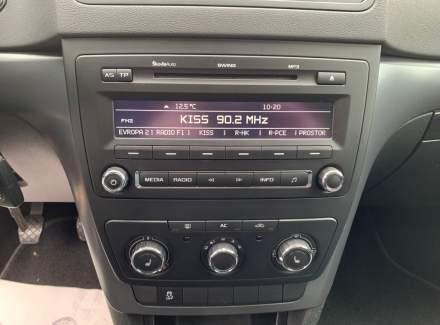 ŠkodaAuto SWING MP3
AS TP
12.5°C 10-20
FM2 KISS 90.2 MHz
EVROPA 2 | RADIO F1 | KISS | R-HK | R-PCE | PROSTOR
MEDIA RADIO INFO
AC